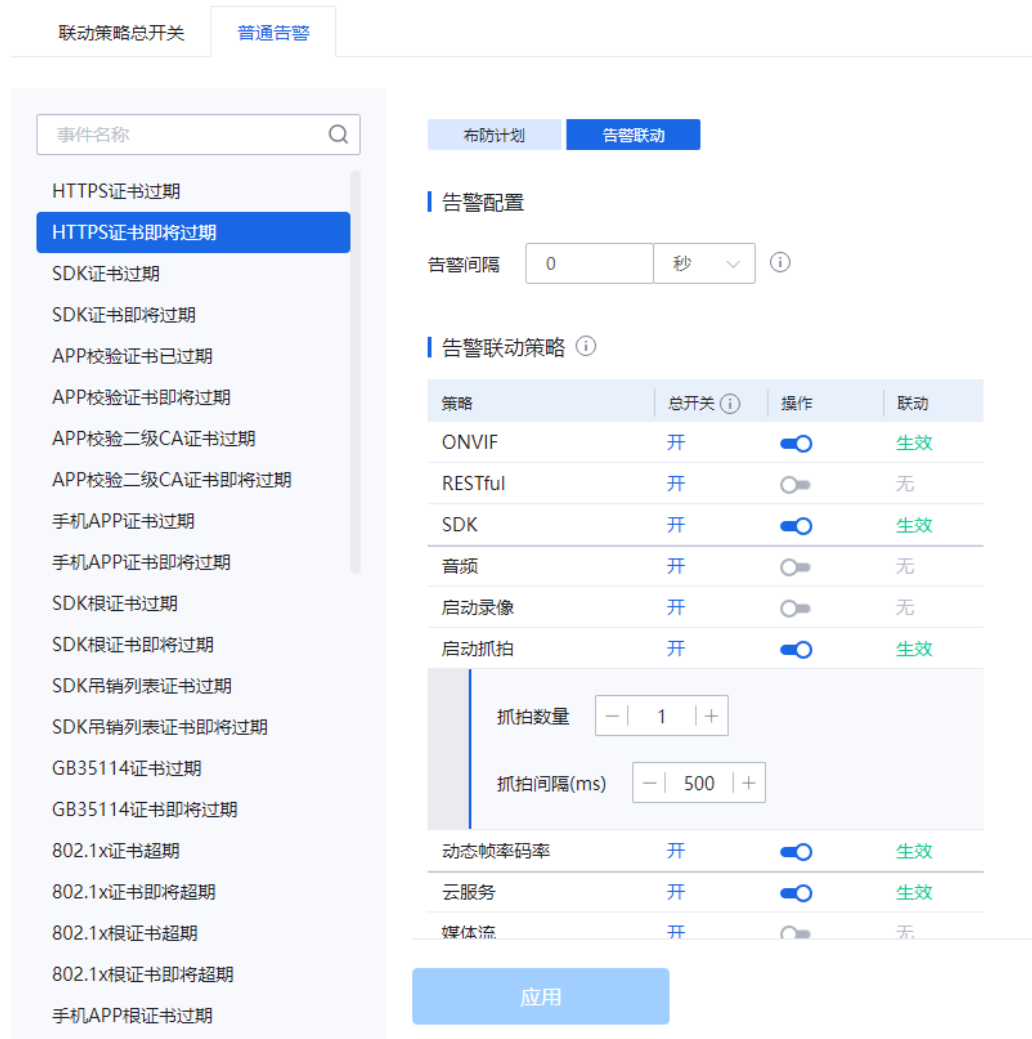 联动策略总开关 普通告警
事件名称
HTTPS证书过期
HTTPS证书即将过期
SDK证书过期
SDK证书即将过期
APP校验证书已过期
APP校验证书即将过期
APP校验二级CA证书过期
APP校验二级CA证书即将过期
手机APP证书过期
手机APP证书即将过期
SDK根证书过期
SDK根证书即将过期
SDK吊销列表证书过期
SDK吊销列表证书即将过期
GB35114证书过期
GB35114证书即将过期
802.1x证书超期
802.1x证书即将超期
802.1x根证书超期
802.1x根证书即将超期
手机APP根证书过期
布防计划 告警联动
告警配置
告警间隔 0 秒
告警联动策略
策略 总开关 操作 联动
ONVIF 开 生效
RESTful 开 无
SDK 开 生效
音频 开 无
启动录像 开 无
启动抓拍 开 生效
抓拍数量 1
抓拍间隔(ms) 500
动态帧率码率 开 生效
云服务 开 生效
媒体流 开 无
应用